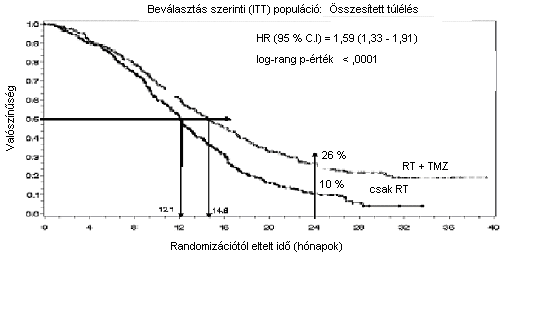 Beválasztás szerinti (ITT) populáció: Összesített túlélés
HR (95 % C.I) = 1,59 (1,33 - 1,91)
log-rang p-érték < ,0001
Valószínűség
1.0
0.9
0.8
0.7
0.6
0.5
0.4
0.3
0.2
0.1
0.0
26 %
RT + TMZ
10 %
csak RT
12.1
14.6
0 4 8 12 16 20 24 28 32 36 40
Randomizációtól eltelt idő (hónapok)